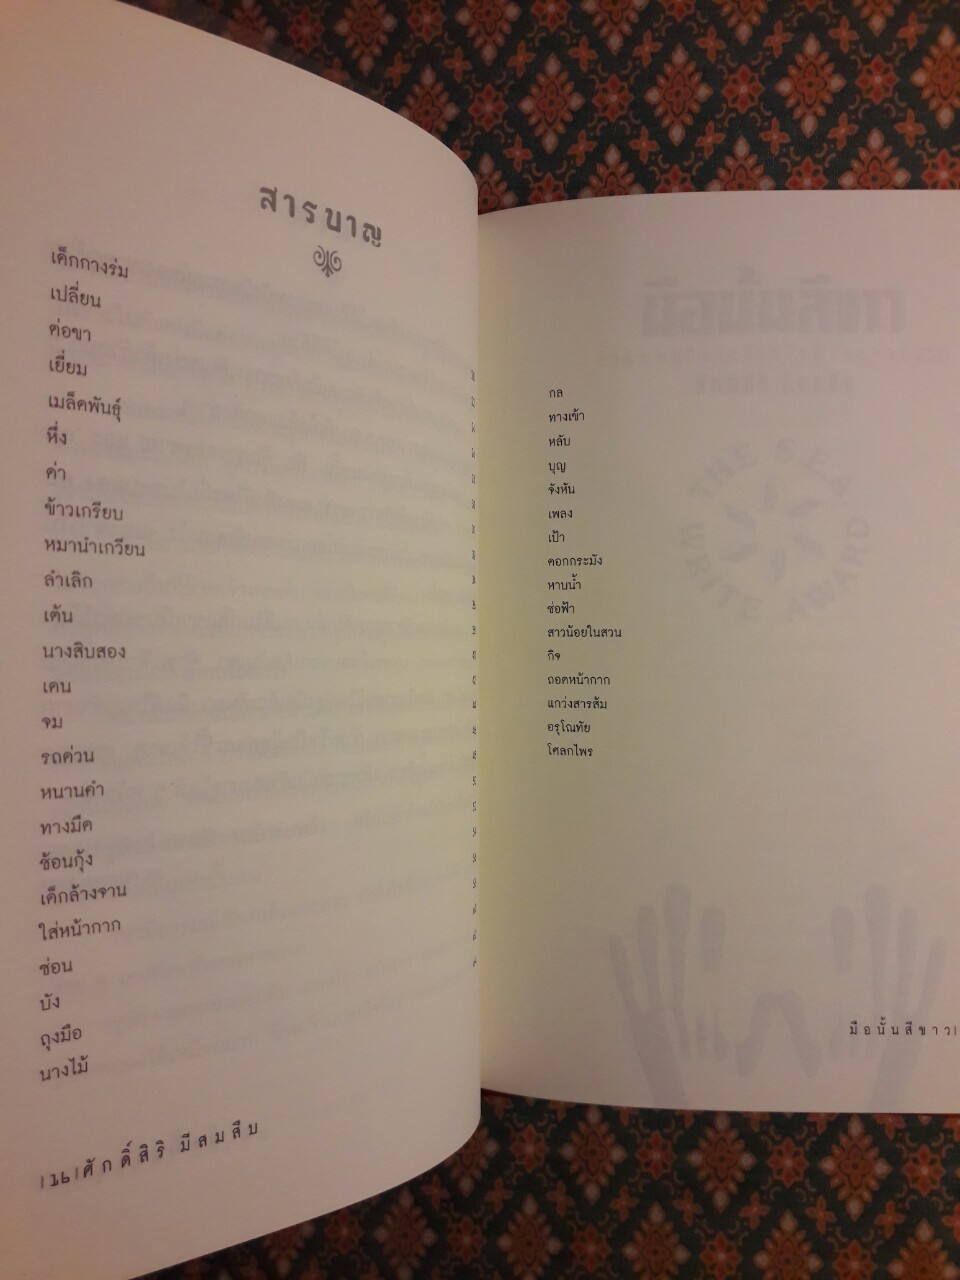 สารบาญ
เด็กกางร่ม
เปลี่ยน
ต่อขา
เยี่ยม
เมล็ดพันธุ์
หึ่ง
ค่า
ข้าวเกรียบ
หมานำเกวียน
ลำเลิก
เต้น
นางสิบสอง
เดน
จม
รถด่วน
หนานคำ
ทางมืด
ช้อนกุ้ง
เด็กล้างจาน
ใส่หน้ากาก
ซ่อน
บัง
ถุงมือ
นางไม้
|๖| ศักดิ์สิริ มีสมสืบ
กล
ทางเข้า
หลับ
บุญ
จังหัน
เพลง
เป้า
ดอกกระมัง
หาบน้ำ
ช่อฟ้า
สาวน้อยในสวน
กิจ
ถอดหน้ากาก
แกว่งสารส้ม
อรุโณทัย
โศลกไพร
มือนั้นสีขาว|